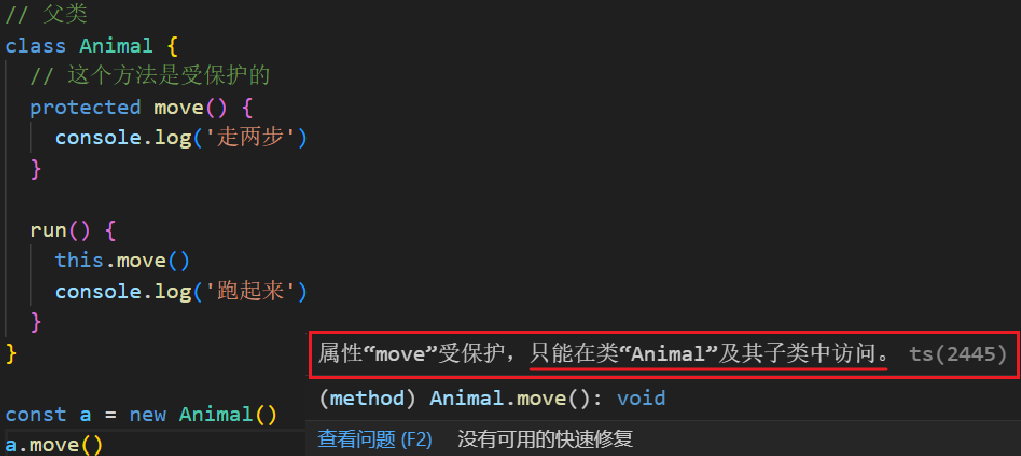 // 父类
class Animal {
// 这个方法是受保护的
protected move() {
console.log('走两步')
}
run() {
this.move()
console.log('跑起来')
}
}
属性“move”受保护，只能在类“Animal”及其子类中访问。 ts(2445)
(method) Animal.move(): void
const a = new Animal()
查看问题 (F2) 没有可用的快速修复
a.move()